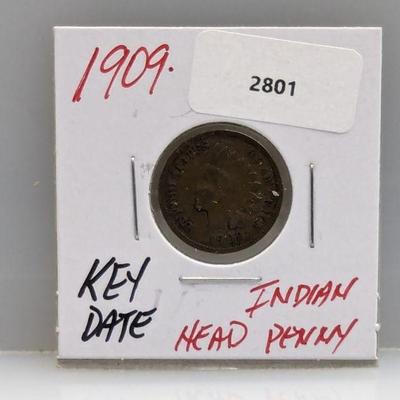 1909.
2801
KEY
DATE
INDIAN
HEAD PENNY